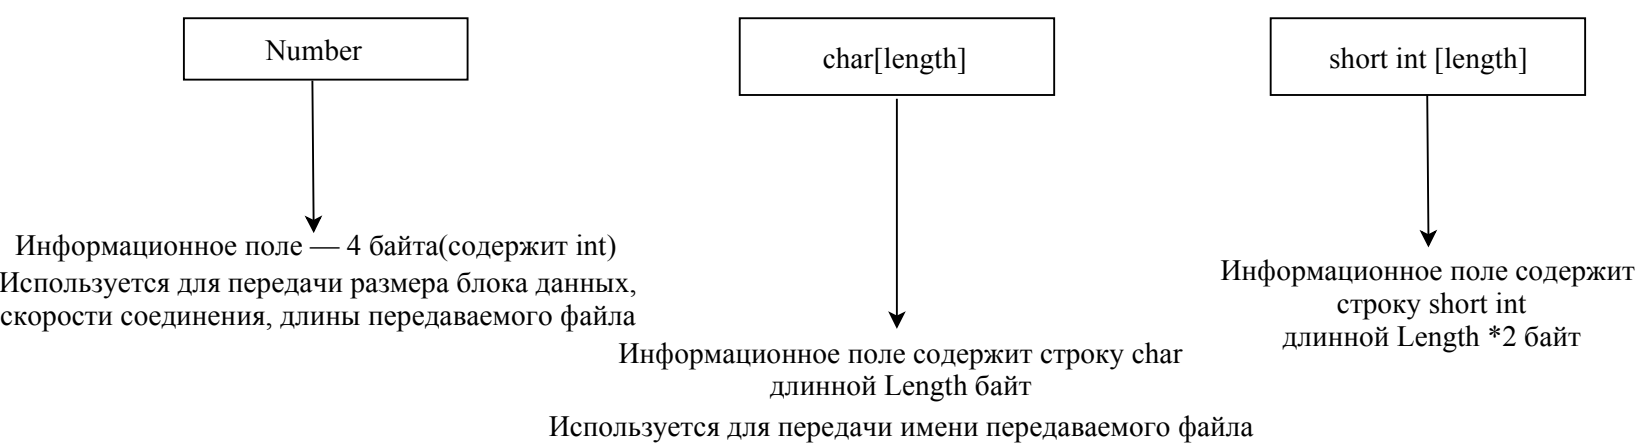 Number
char[length]
short int [length]
Информационное поле — 4 байта(содержит int)
Используется для передачи размера блока данных,
скорости соединения, длины передаваемого файла
Информационное поле содержит строку char
длинной Length байт
Используется для передачи имени передаваемого файла
Информационное поле содержит
строку short int
длинной Length *2 байт